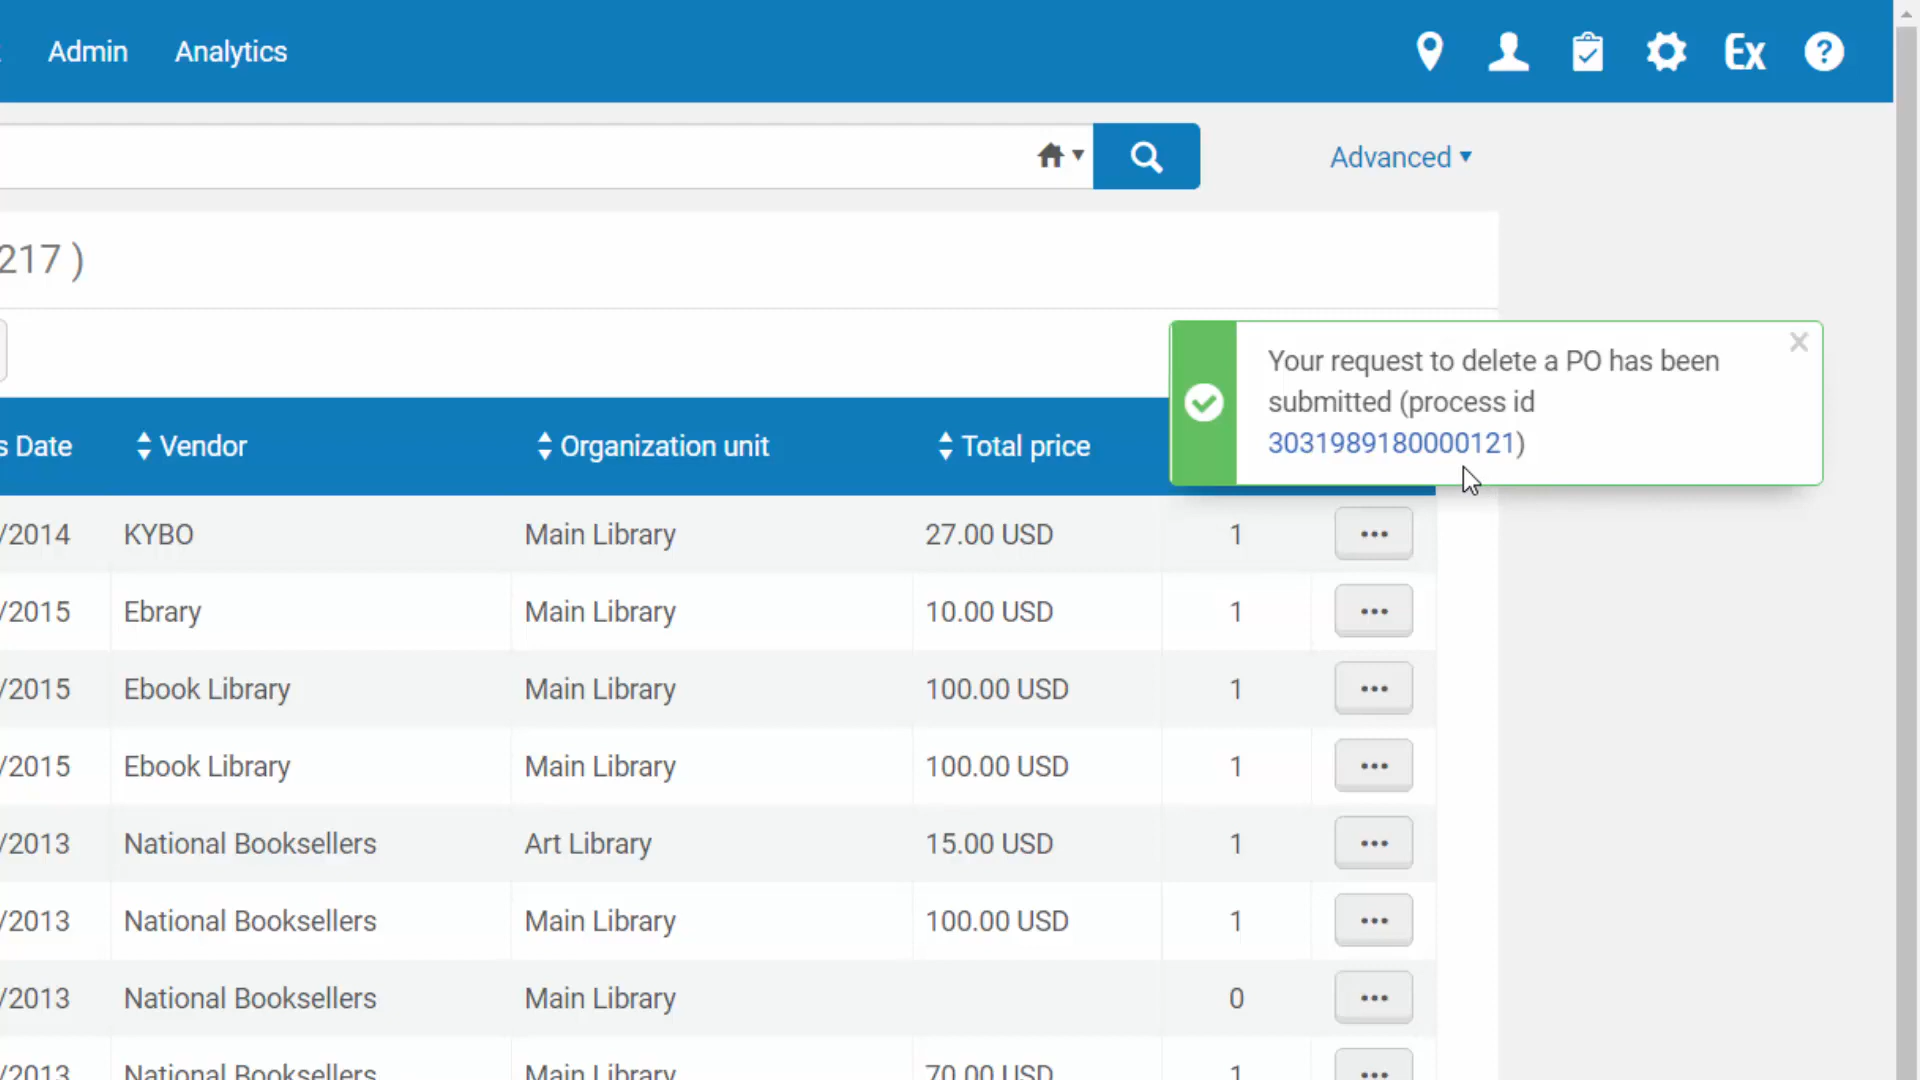 Admin Analytics Ex ?
Advanced
217 )
Your request to delete a PO has been
submitted (process id
3031989180000121)
s Date Vendor Organization unit Total price
/2014 KYBO Main Library 27.00 USD 1
/2015 Ebrary Main Library 10.00 USD 1
/2015 Ebook Library Main Library 100.00 USD 1
/2015 Ebook Library Main Library 100.00 USD 1
/2013 National Booksellers Art Library 15.00 USD 1
/2013 National Booksellers Main Library 100.00 USD 1
/2013 National Booksellers Main Library 0
/2013 National Booksellers Main Library 70.00 USD 1